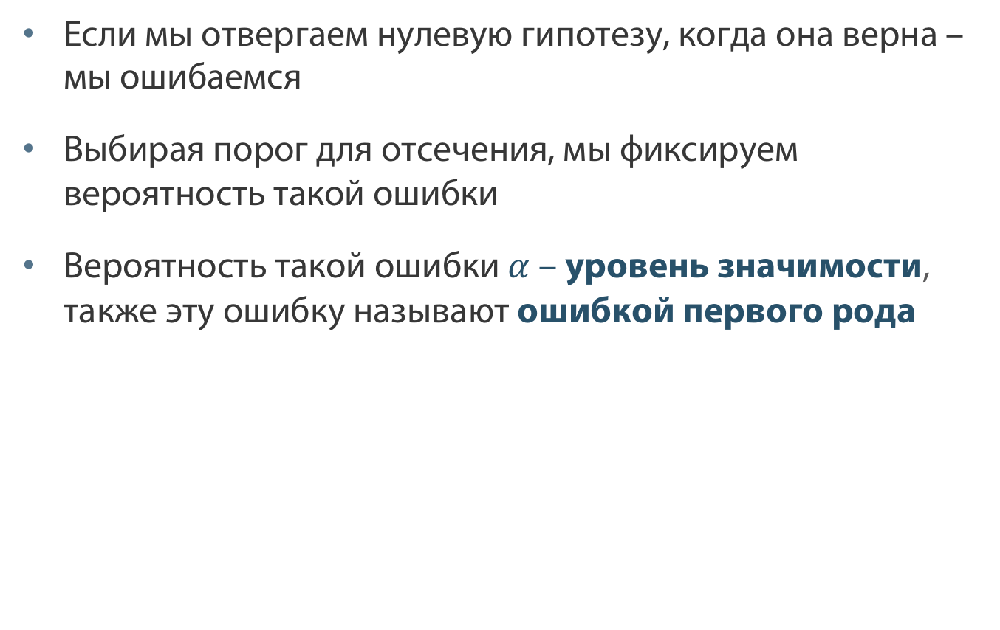 • Если мы отвергаем нулевую гипотезу, когда она верна –
мы ошибаемся
• Выбирая порог для отсечения, мы фиксируем
вероятность такой ошибки
• Вероятность такой ошибки 𝛼 – уровень значимости,
также эту ошибку называют ошибкой первого рода